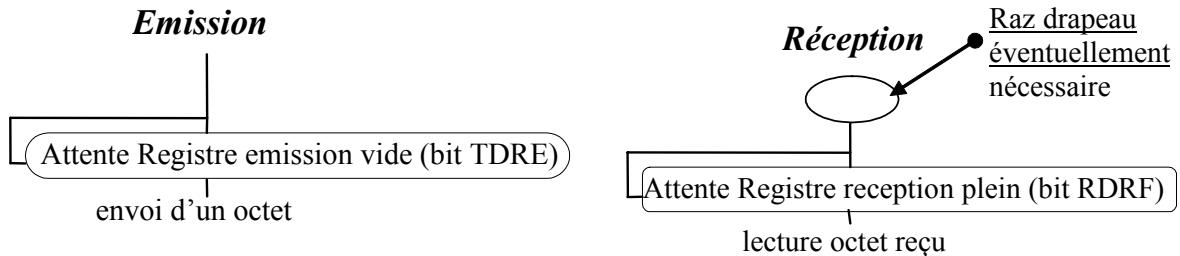 Emission
Attente Registre emission vide (bit TDRE)
envoi d'un octet
Réception
Raz drapeau
éventuellement
nécessaire
Attente Registre reception plein (bit RDRF)
lecture octet reçu